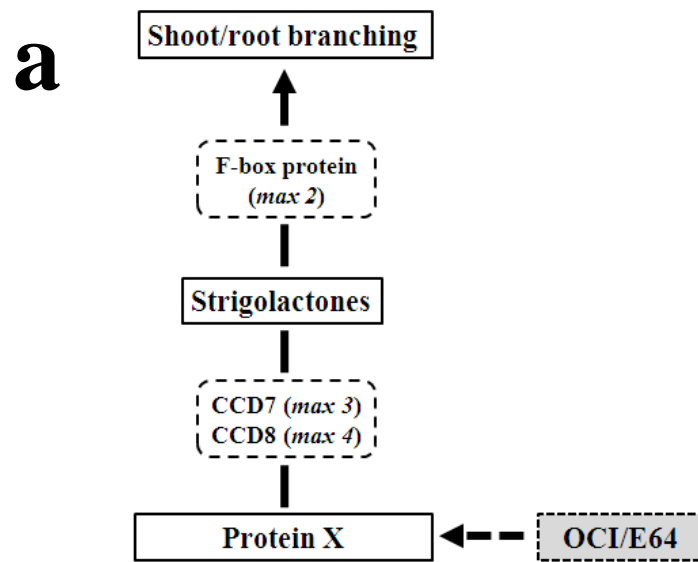 a
Shoot/root branching
F-box protein
(max 2)
Strigolactones
CCD7 (max 3)
CCD8 (max 4)
Protein X
OCI/E64